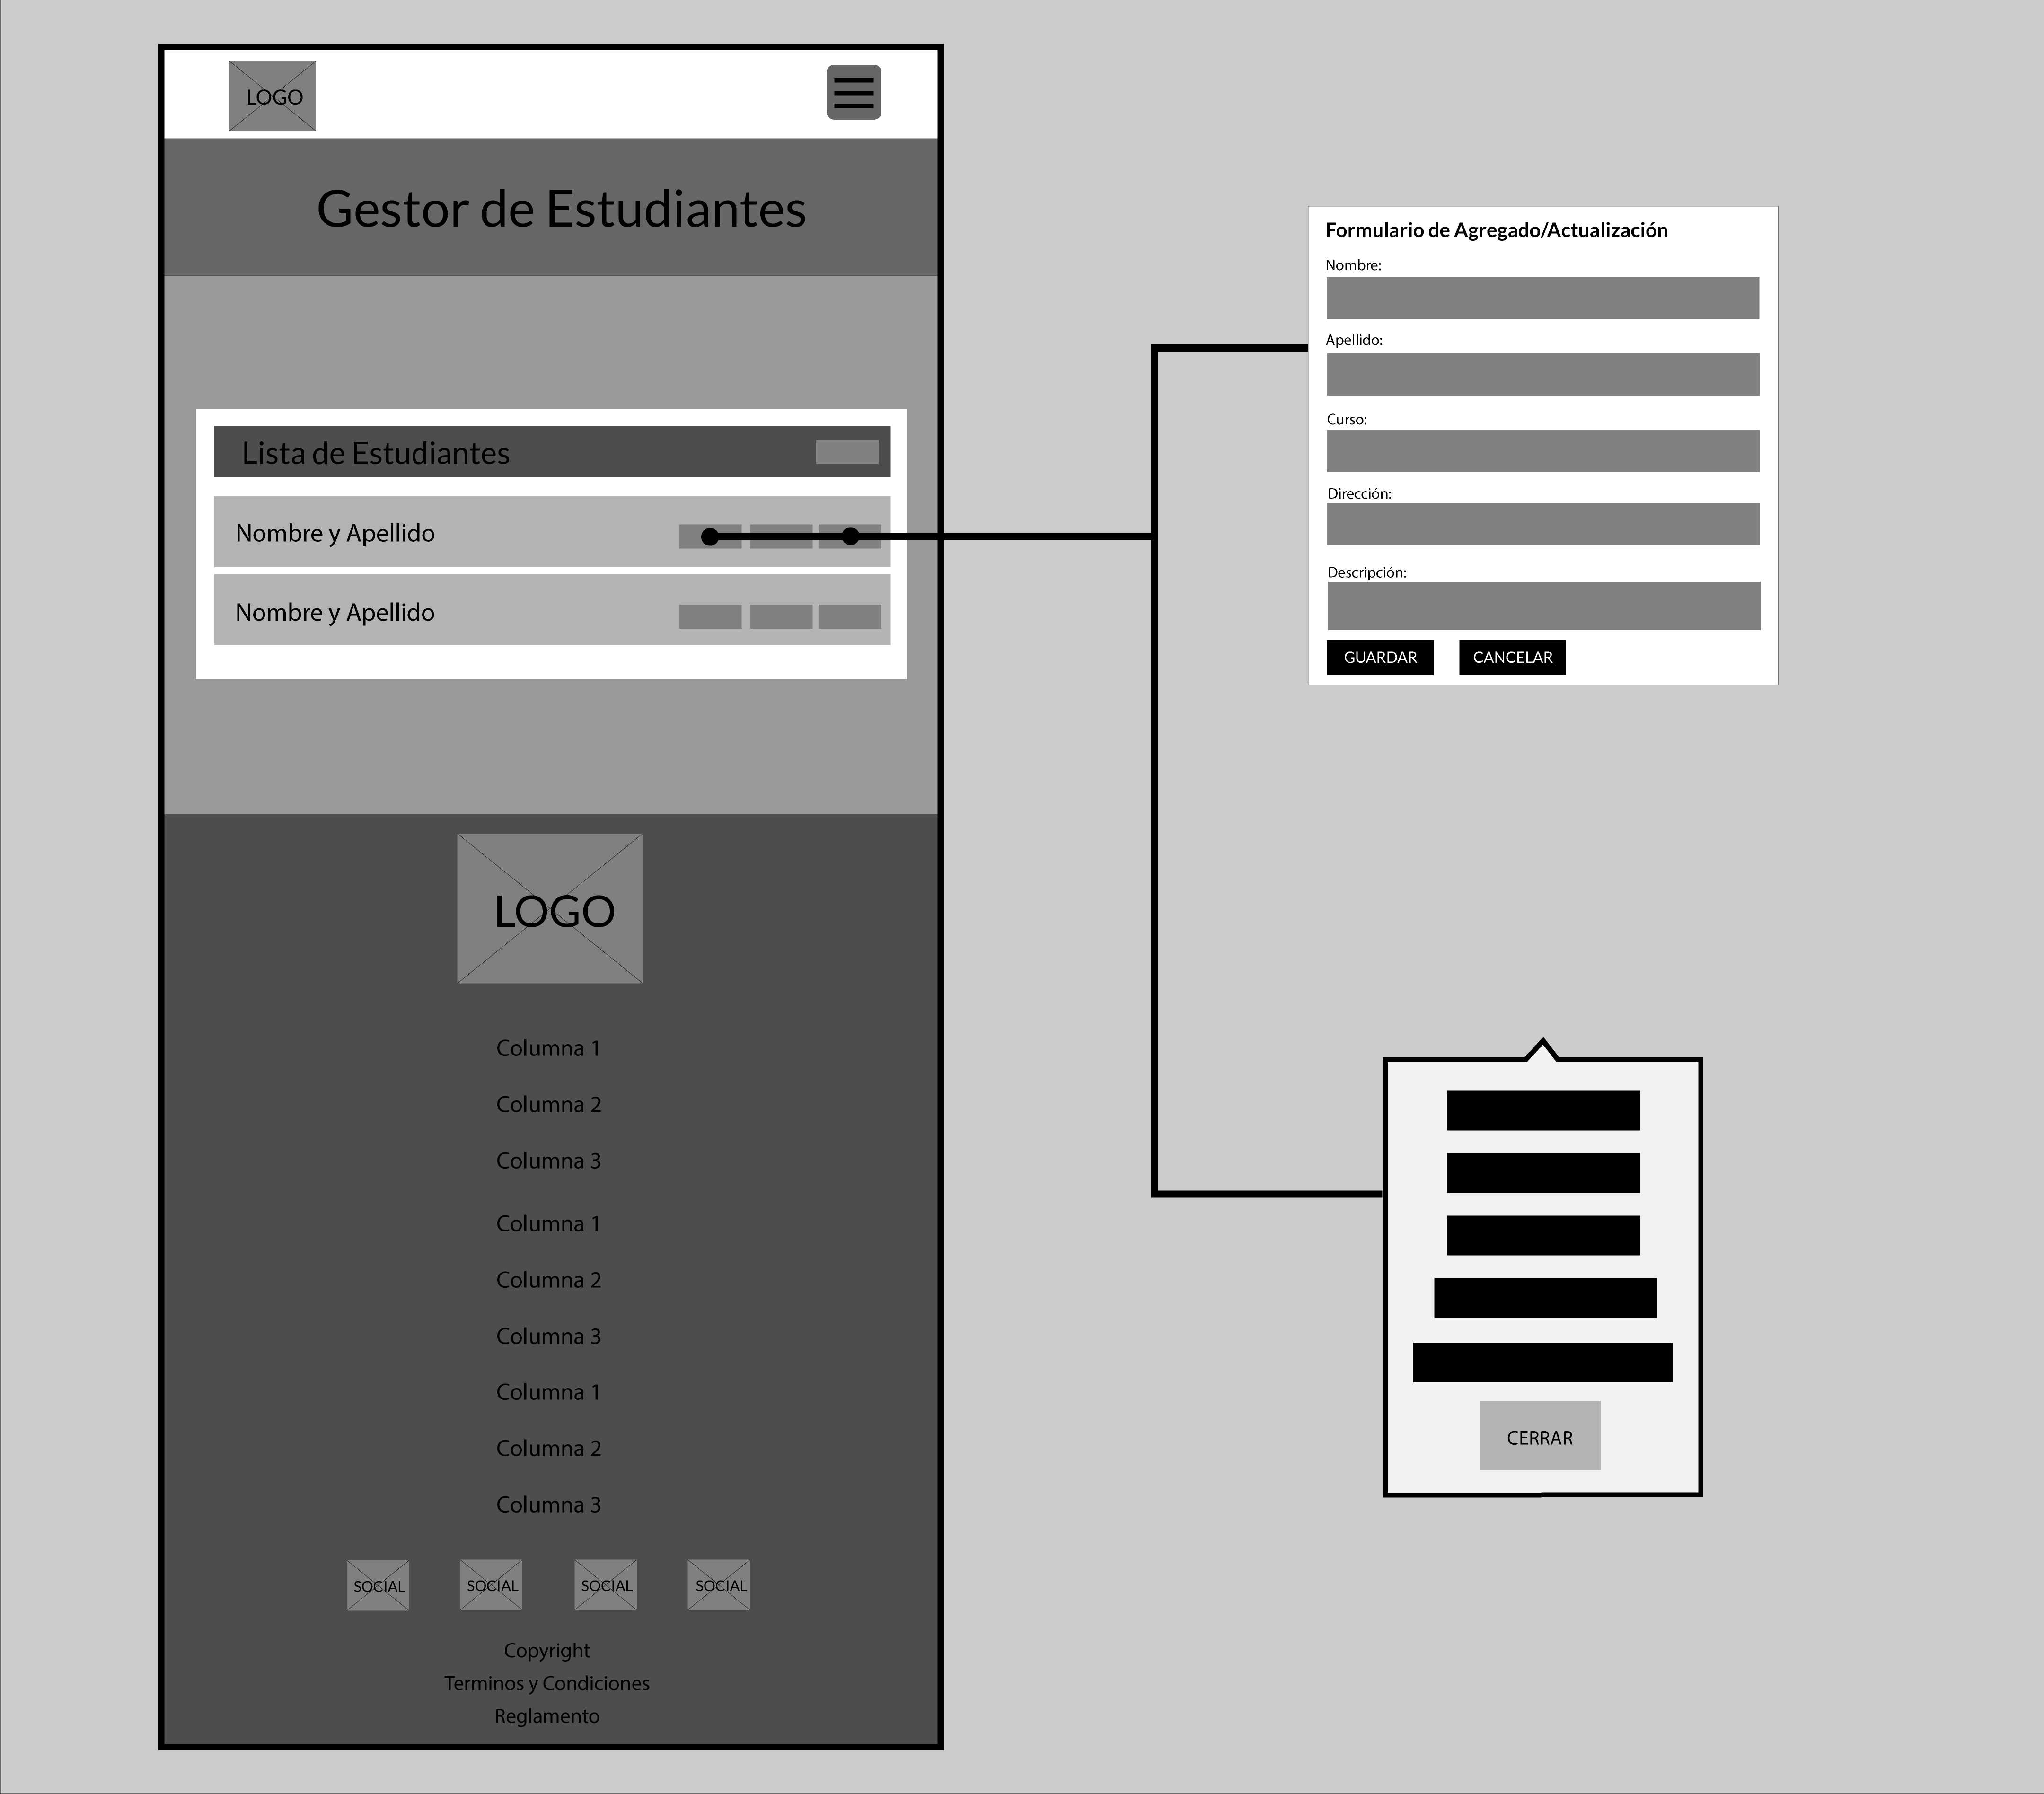 LOGO
Gestor de Estudiantes
Lista de Estudiantes
Nombre y Apellido
Nombre y Apellido
LOGO
Columna 1
Columna 2
Columna 3
Columna 1
Columna 2
Columna 3
Columna 1
Columna 2
Columna 3
SOCIAL SOCIAL SOCIAL SOCIAL
Copyright
Terminos y Condiciones
Reglamento
Formulario de Agregado/Actualización
Nombre:
Apellido:
Curso:
Dirección:
Descripción:
GUARDAR CANCELAR
CERRAR